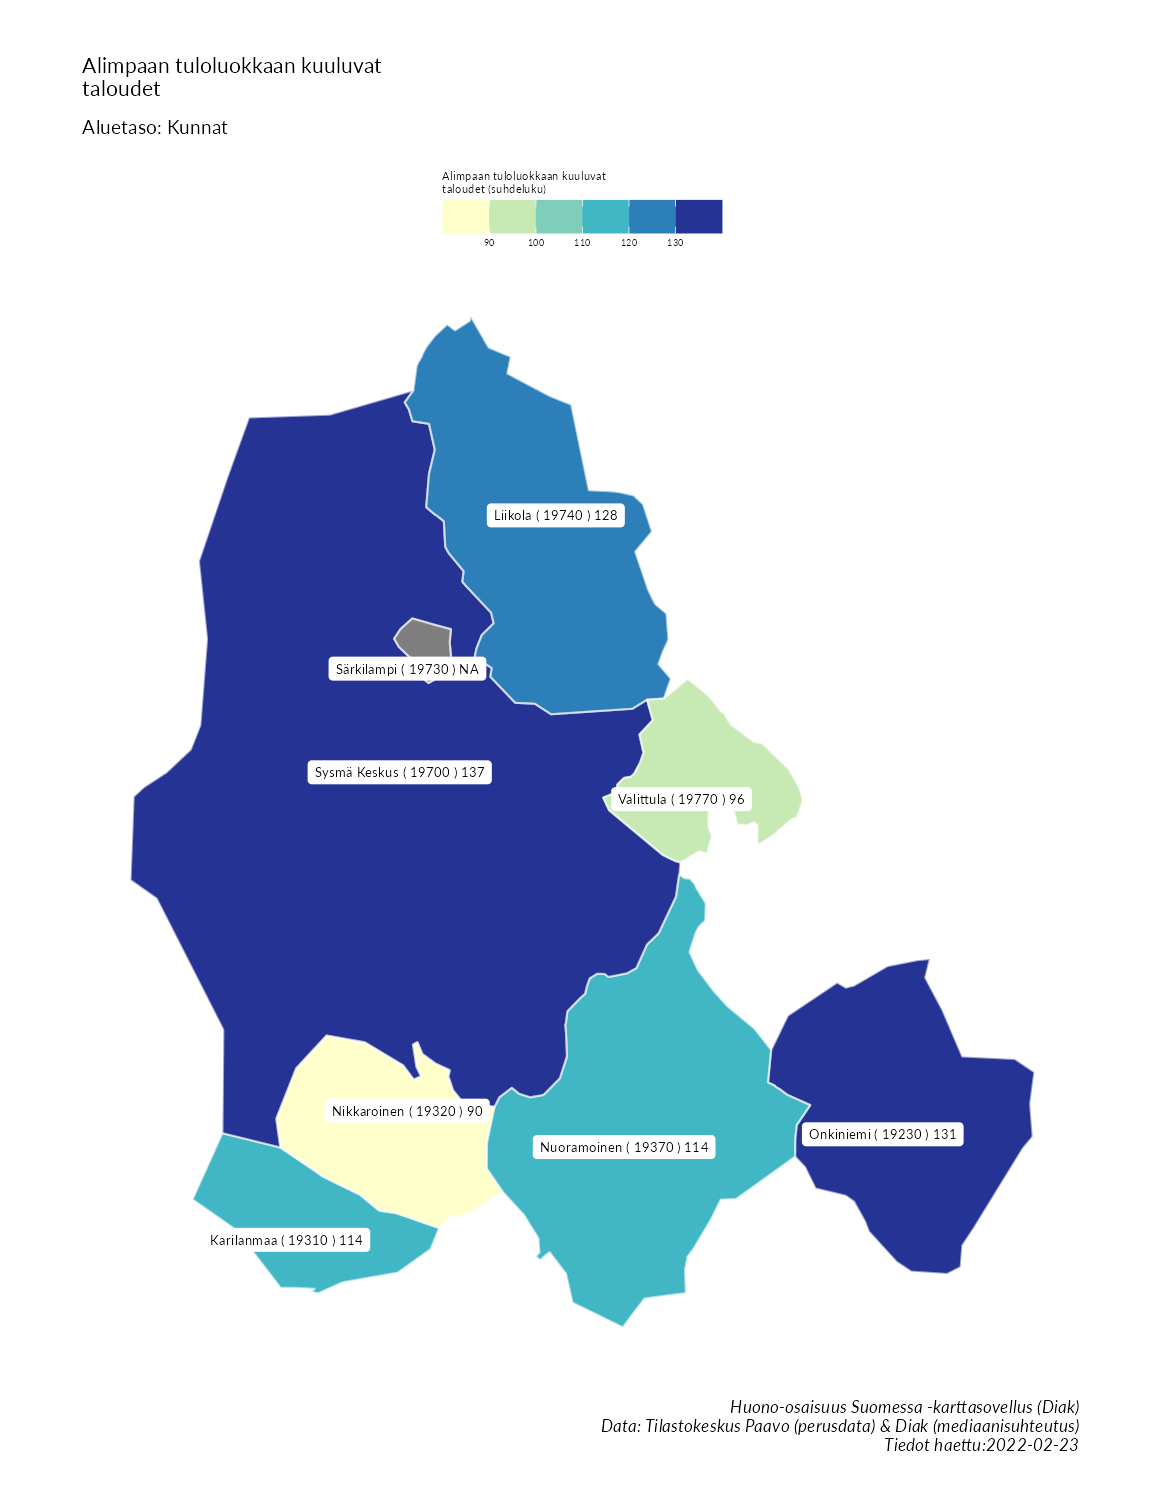 Alimpaan tuloluokkaan kuuluvat
taloudet
Aluetaso: Kunnat
Alimpaan tuloluokkaan kuuluvat
taloudet (suhdeluku)
90 100 110 120 130
Liikola ( 19740 ) 128
Särkilampi ( 19730 ) NA
Sysmä Keskus ( 19700 ) 137
Valittula ( 19770 ) 96
Nikkaroinen ( 19320 ) 90
Onkiniemi ( 19230 ) 131
Nuoramoinen ( 19370 ) 114
Karilanmaa ( 19310 ) 114
Huono-osaisuus Suomessa -karttasovellus (Diak)
Data: Tilastokeskus Paavo (perusdata) & Diak (mediaanisuhteutus)
Tiedot haettu:2022-02-23